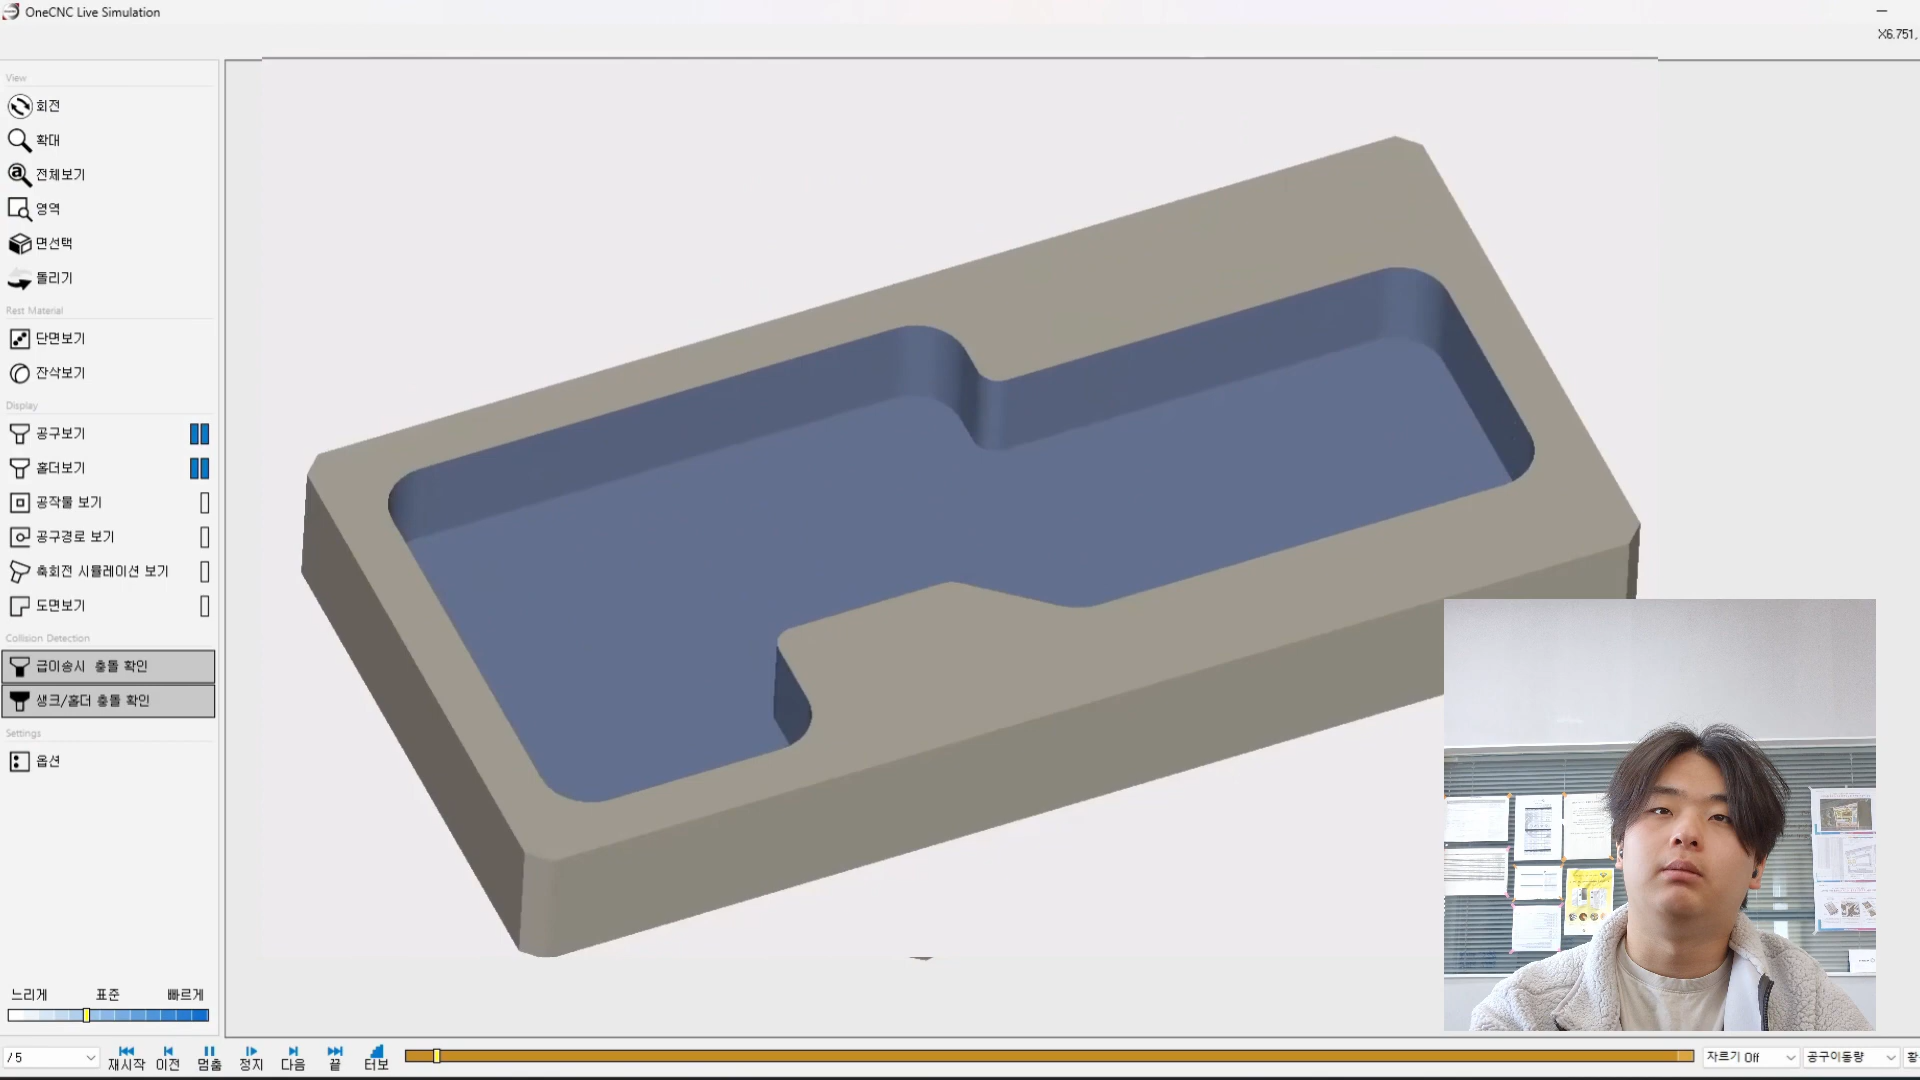 OneCNC Live Simulation
X6.751,
View
회전
확대
전체보기
영역
면선택
돌리기
Rest Material
단면보기
잔삭보기
Display
공구보기
홀더보기
공작물 보기
공구경로 보기
축회전 시뮬레이션 보기
도면보기
Collision Detection
급이송시 충돌 확인
생크/홀더 충돌 확인
Settings
옵션
느리게 표준 빠르게
/ 5 재시작 이전 멈춤 정지 다음 끝 터보 자르기 Off 공구이동량 황